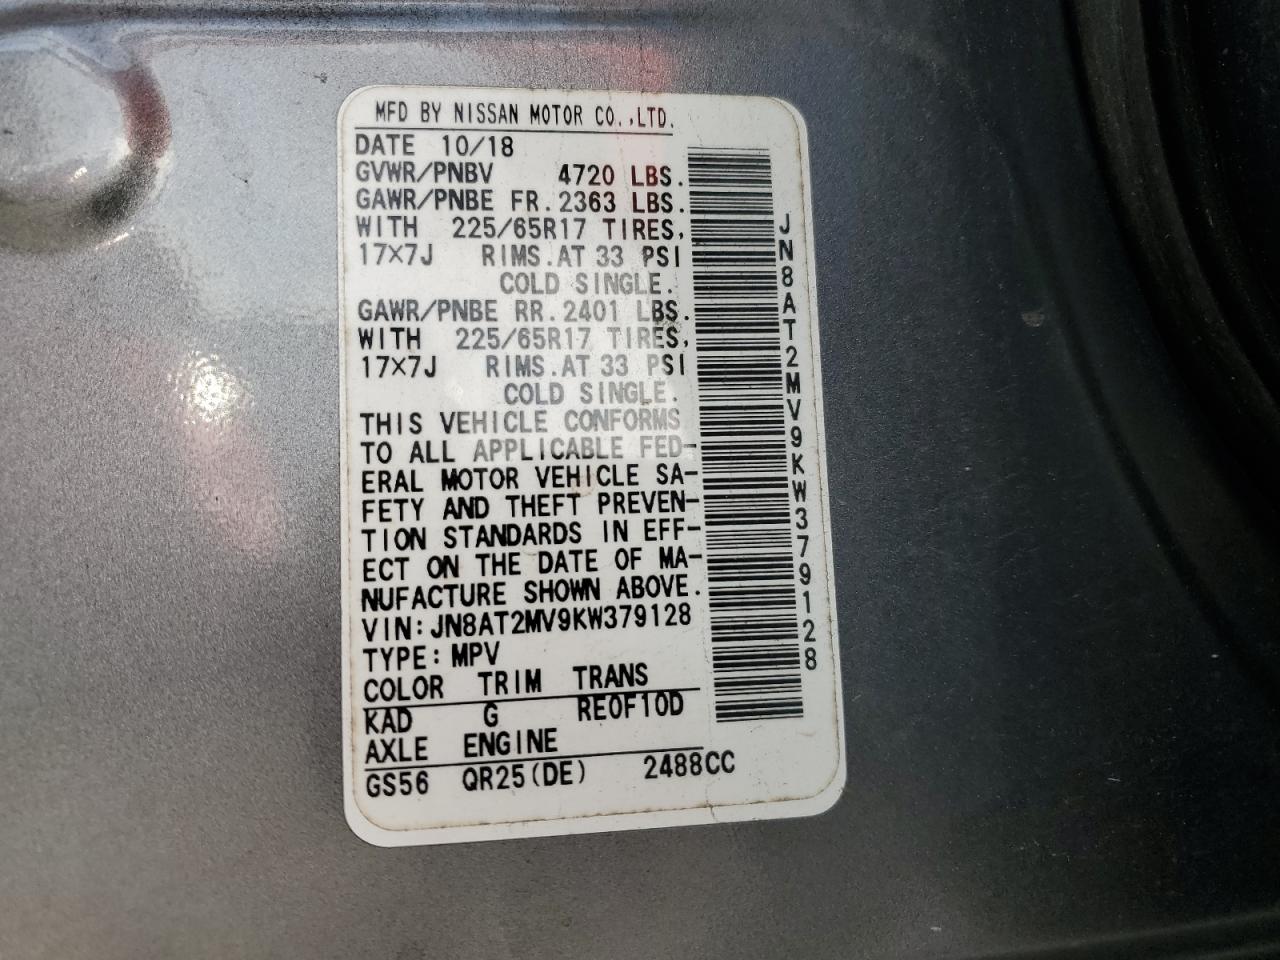 MFD BY NISSAN MOTOR CO.,LTD.
DATE 10/18
GVWR/PNBV 4720 LBS.
GAWR/PNBE FR.2363 LBS.
WITH 225/65R17 TIRES,
17×7J RIMS.AT 33 PSI
COLD SINGLE.
GAWR/PNBE RR.2401 LBS.
WITH 225/65R17 TIRES,
17×7J RIMS.AT 33 PSI
COLD SINGLE.
THIS VEHICLE CONFORMS
TO ALL APPLICABLE FED-
ERAL MOTOR VEHICLE SA-
FETY AND THEFT PREVEN-
TION STANDARDS IN EFF-
ECT ON THE DATE OF MA-
NUFACTURE SHOWN ABOVE.
VIN:JN8AT2MV9KW379128
TYPE:MPV
COLOR TRIM TRANS
KAD G RE0F10D
AXLE ENGINE
GS56 QR25(DE) 2488CC
JN8AT2MV9KW379128